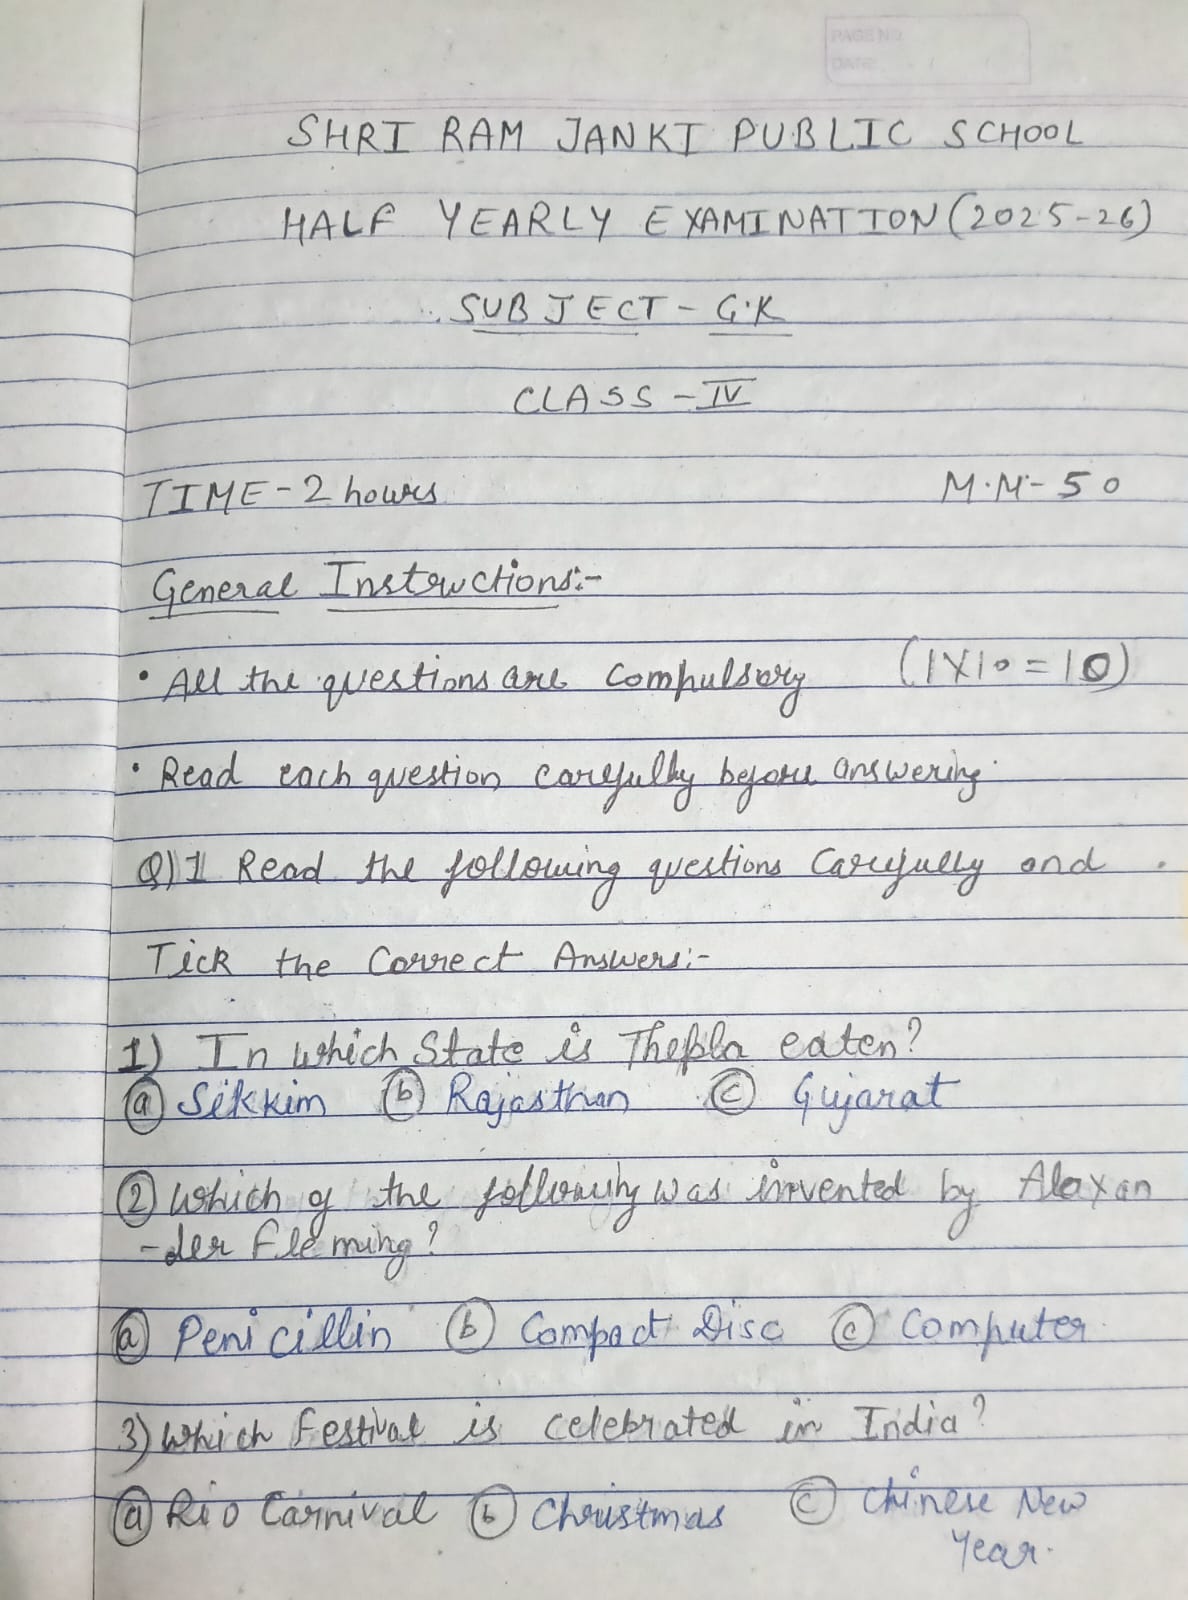 PAGE NO.
DATE:
SHRI RAM JANKI PUBLIC SCHOOL
HALF YEARLY EXAMINATION (2025-26)
SUBJECT - G.K
CLASS - IV
TIME - 2 hours M.M - 50
General Instructions:-
• All the questions are Compulsory (1X10=10)
• Read each question carefully before answering.
Q)1 Read the following questions Carefully and
Tick the Correct Answers:-
1) In which State is Thepla eaten?
(a) Sikkim (b) Rajasthan (c) Gujarat
(2) which of the following was invented by Alaxan
-der Fleming?
(a) Penicillin (b) Compact Disc (c) Computer
3) which festival is celebrated in India?
(a) Rio Carnival (b) Christmas (c) Chinese New
Year.